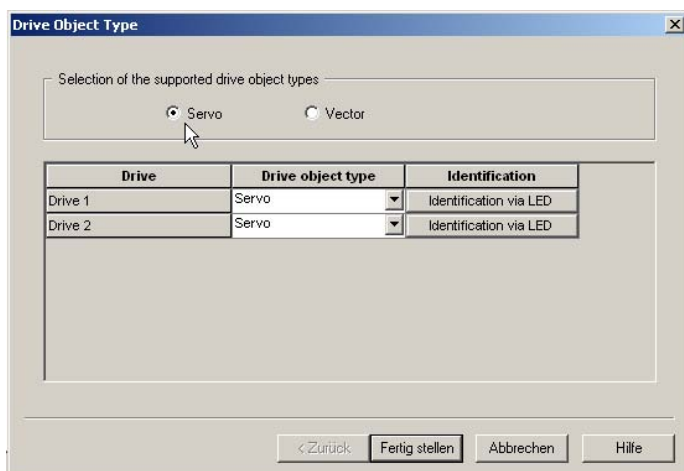 Drive Object Type
Selection of the supported drive object types
Servo Vector
Drive Drive object type Identification
Drive 1 Servo Identification via LED
Drive 2 Servo Identification via LED
< Zurück Fertig stellen Abbrechen Hilfe